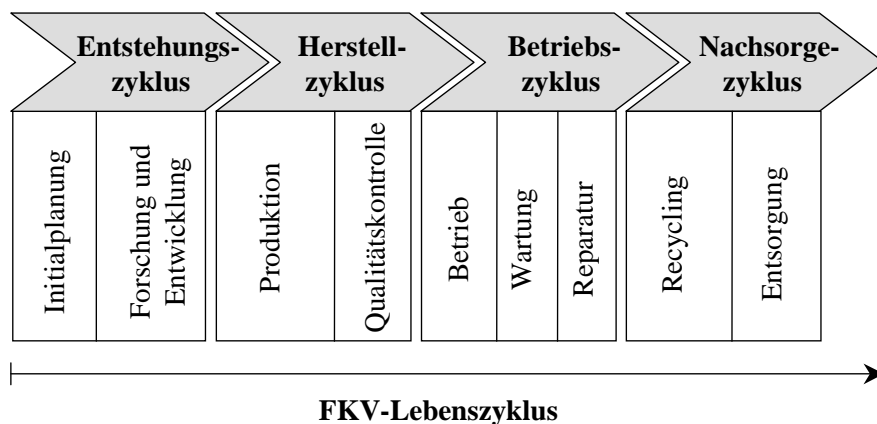 Entstehungs-
zyklus
Herstell-
zyklus
Betriebs-
zyklus
Nachsorge-
zyklus
Initialplanung
Forschung und
Entwicklung
Produktion
Qualitätskontrolle
Betrieb
Wartung
Reparatur
Recycling
Entsorgung
FKV-Lebenszyklus